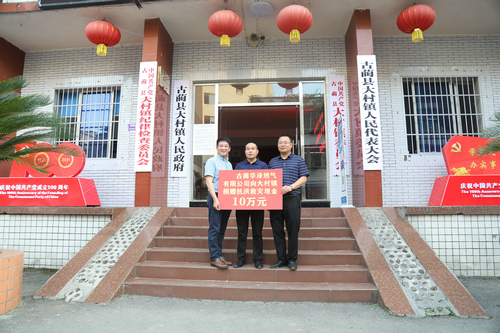 中国共产党
古蔺县
大村镇纪律检查委员会
古蔺县大村镇人民政府
中国共产党
古蔺县
大村镇委员会
古蔺县大村镇人民代表大会
古蔺华燃气
有限公司向大村镇
捐赠抗洪救灾现金
10万元
庆祝中国共产党成立100周年
The 100th Anniversary of the Founding of
The Communist Party of China
庆祝中国共产党
The 100th Anniversary
The Communist